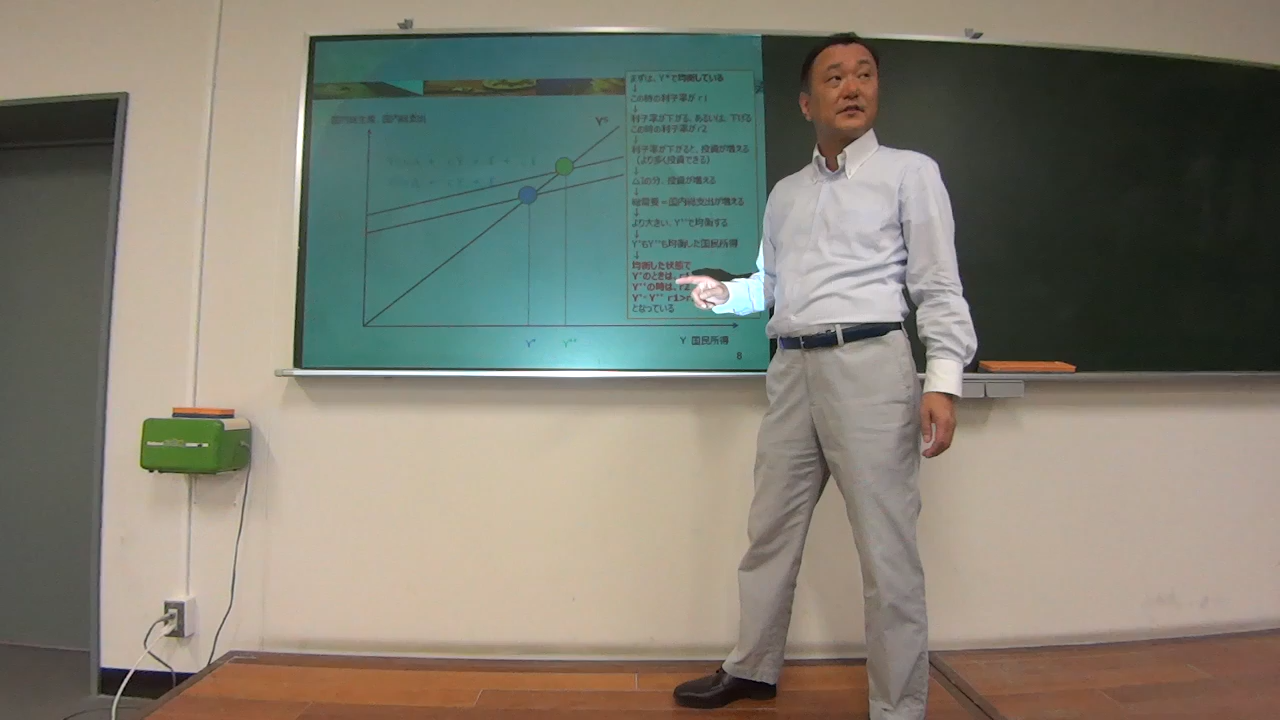 国内総生産、国内総支出
Yˢ
Y*
Y**
Y 国民所得
8
まずは、Y*で均衡している
↓
この時の利子率が r1
↓
利子率が下がる、あるいは、下げる
この時の利子率がr2
↓
利子率が下がると、投資が増える
(より多く投資できる)
↓
△Iの分、投資が増える
↓
総需要＝国内総支出が増える
↓
より大きい、Y**で均衡する
↓
Y*もY**も均衡した国民所得
↓
均衡した状態で
Y*のときは、r1
Y**の時は、r2
Y* Y** r1>r
となっている